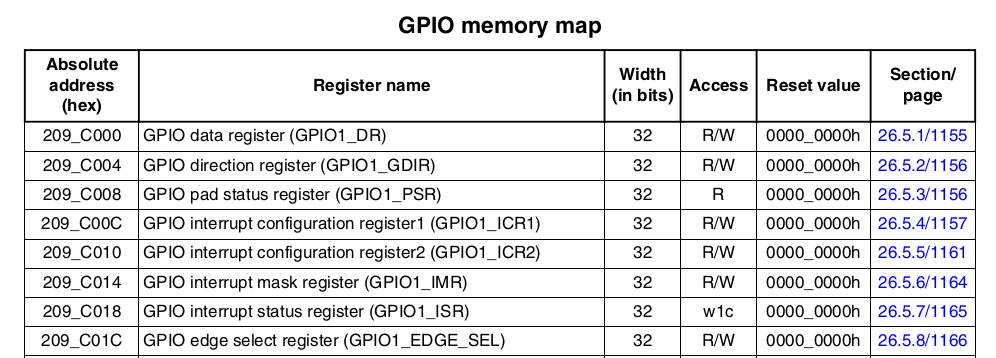 GPIO memory map
Absolute address (hex) Register name Width (in bits) Access Reset value Section/ page
209_C000 GPIO data register (GPIO1_DR) 32 R/W 0000_0000h 26.5.1/1155
209_C004 GPIO direction register (GPIO1_GDIR) 32 R/W 0000_0000h 26.5.2/1156
209_C008 GPIO pad status register (GPIO1_PSR) 32 R 0000_0000h 26.5.3/1156
209_C00C GPIO interrupt configuration register1 (GPIO1_ICR1) 32 R/W 0000_0000h 26.5.4/1157
209_C010 GPIO interrupt configuration register2 (GPIO1_ICR2) 32 R/W 0000_0000h 26.5.5/1161
209_C014 GPIO interrupt mask register (GPIO1_IMR) 32 R/W 0000_0000h 26.5.6/1164
209_C018 GPIO interrupt status register (GPIO1_ISR) 32 w1c 0000_0000h 26.5.7/1165
209_C01C GPIO edge select register (GPIO1_EDGE_SEL) 32 R/W 0000_0000h 26.5.8/1166